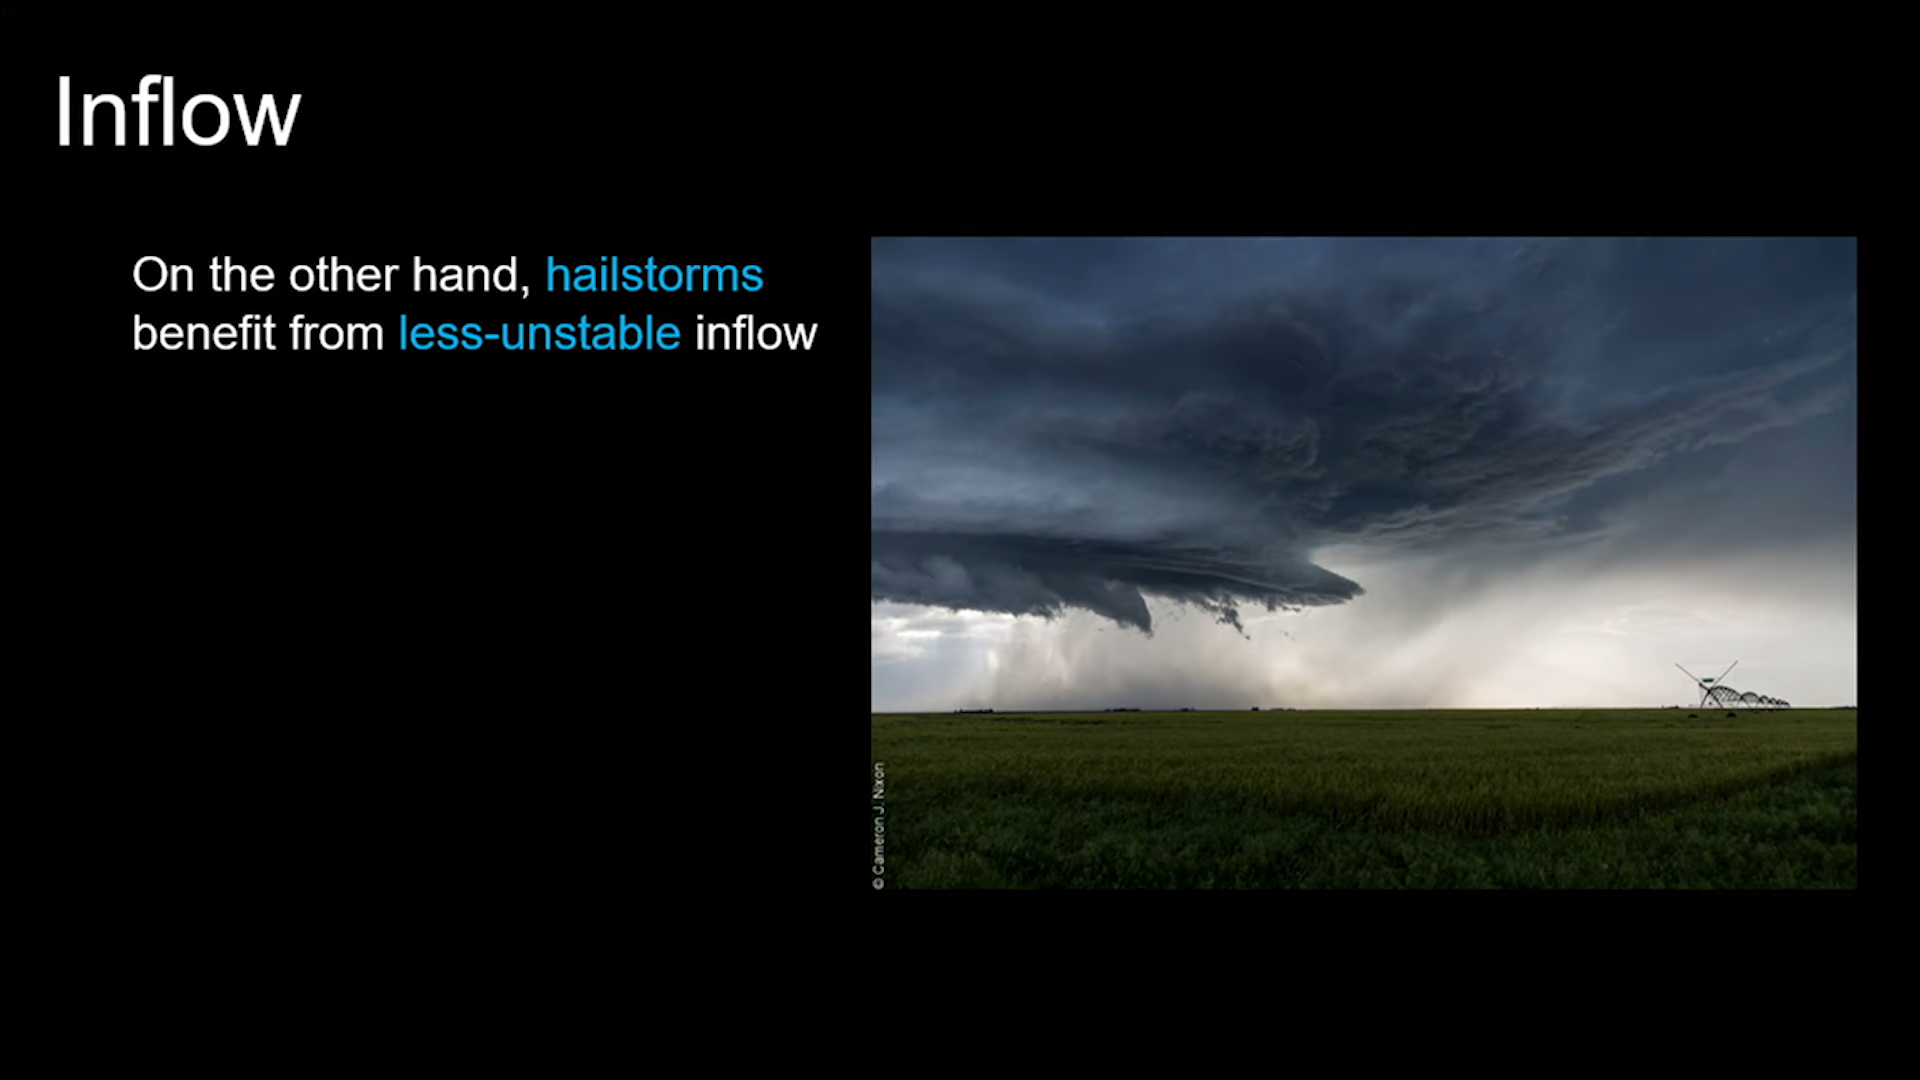 Inflow
On the other hand, hailstorms
benefit from less-unstable inflow
© Cameron J. Nixon